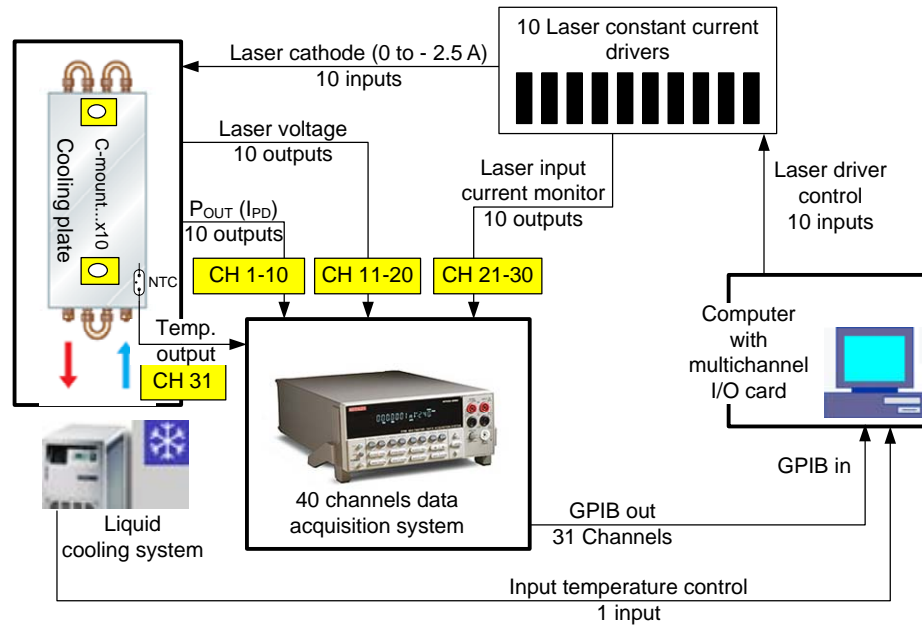 10 Laser constant current
drivers
Laser cathode (0 to - 2.5 A)
10 inputs
Cooling plate
C-mount...x10
NTC
Laser voltage
10 outputs
POUT (IPD)
10 outputs
Laser input
current monitor
10 outputs
Laser driver
control
10 inputs
CH 1-10
CH 11-20
CH 21-30
Temp.
output
CH 31
Computer
with
multichannel
I/O card
40 channels data
acquisition system
Liquid
cooling system
GPIB in
GPIB out
31 Channels
Input temperature control
1 input